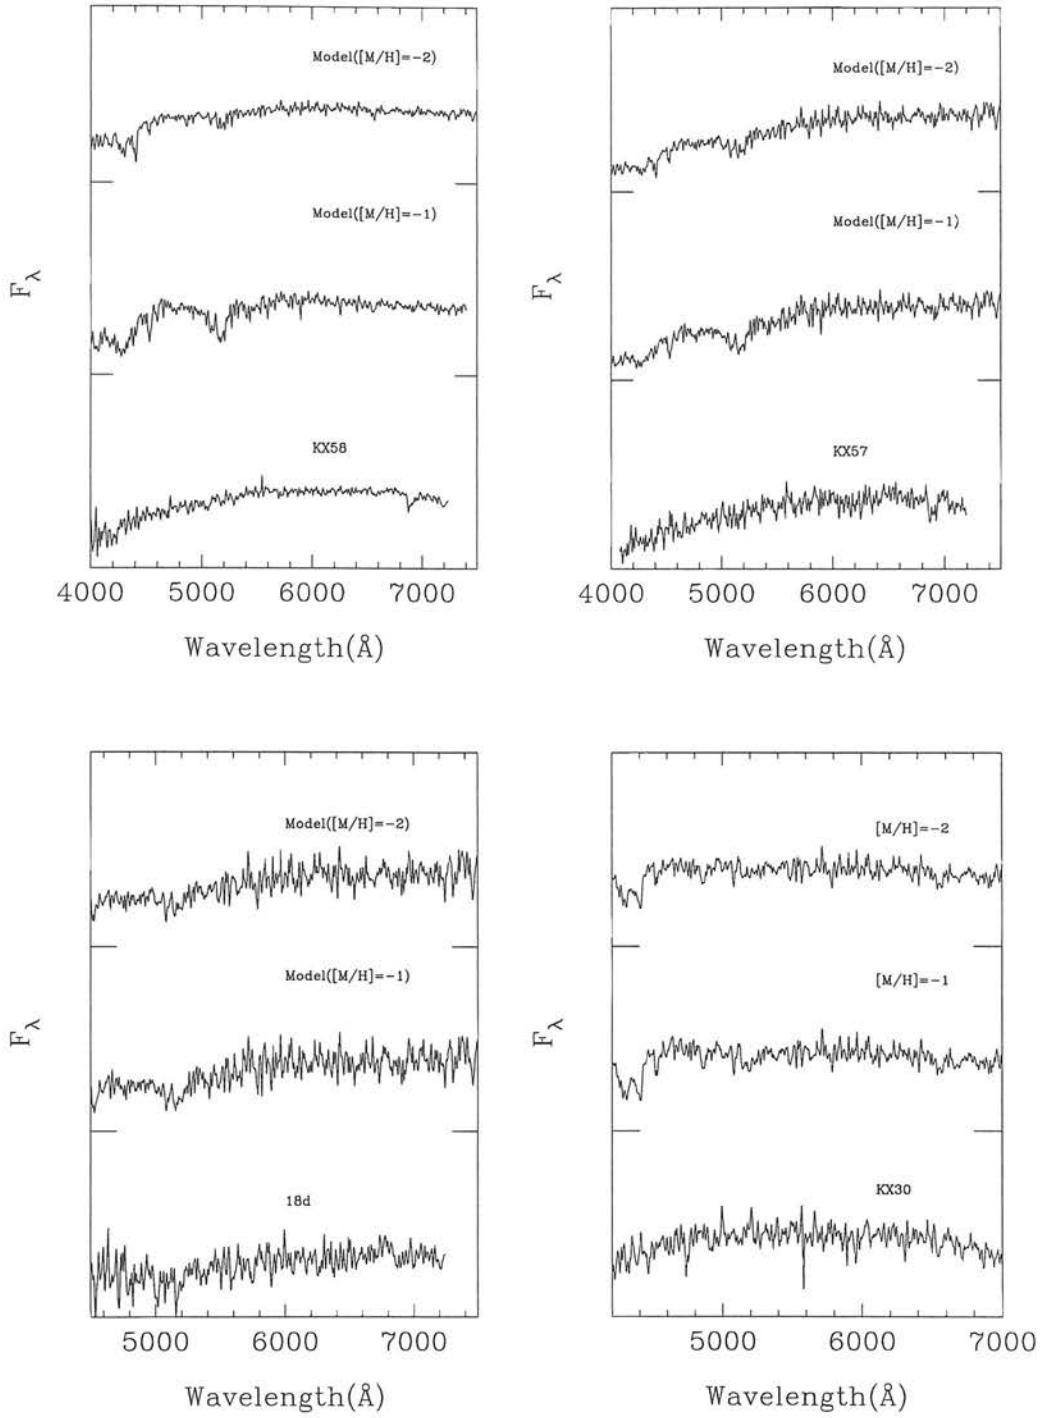 Model([M/H]=-2)
Model([M/H]=-1)
KX58
F_λ
4000 5000 6000 7000
Wavelength(Å)
Model([M/H]=-2)
Model([M/H]=-1)
KX57
F_λ
4000 5000 6000 7000
Wavelength(Å)
Model([M/H]=-2)
Model([M/H]=-1)
18d
F_λ
5000 6000 7000
Wavelength(Å)
[M/H]=-2
[M/H]=-1
KX30
F_λ
5000 6000 7000
Wavelength(Å)